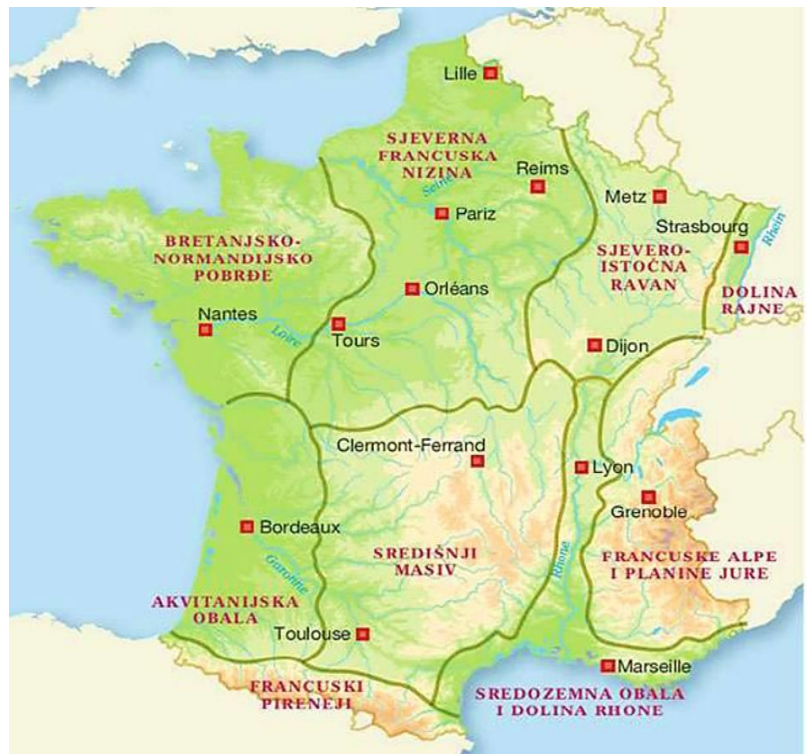 Lille
SJEVERNA
FRANCUSKA
NIZINA
Reims
Seine
Metz
Pariz
Strasbourg
Rhein
BRETANJSKO-
NORMANDIJSKO
POBRĐE
SJEVERO-
ISTOČNA
RAVAN
Orléans
DOLINA
RAJNE
Nantes
Loire
Tours
Dijon
Clermont-Ferrand
Lyon
Grenoble
Bordeaux
SREDIŠNJI
MASIV
Rhone
FRANCUSKE ALPE
I PLANINE JURE
Garonne
AKVITANIJSKA
OBALA
Toulouse
Marseille
FRANCUSKI
PIRENEJI
SREDOZEMNA OBALA
I DOLINA RHONE